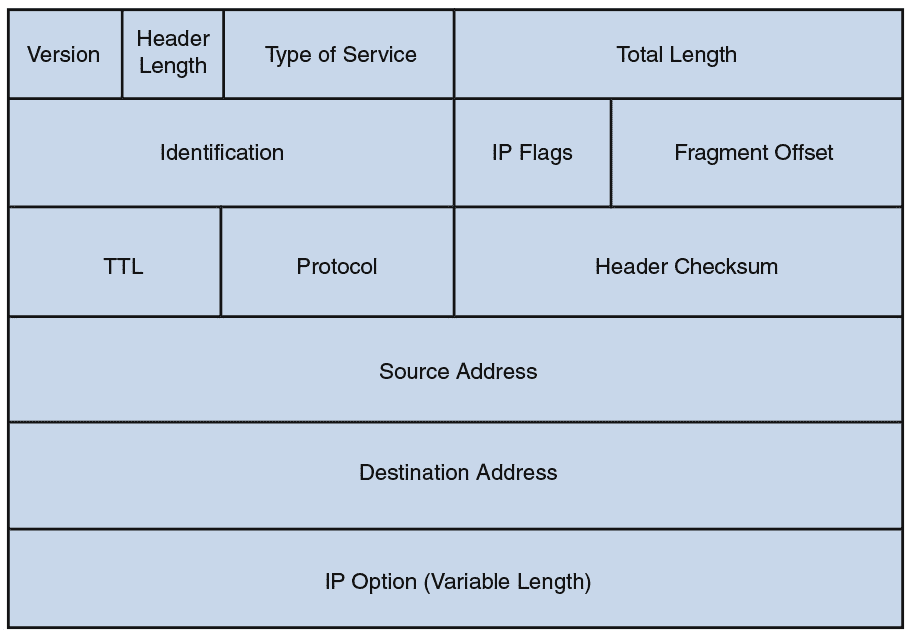 Version
Header
Length
Type of Service
Total Length
Identification
IP Flags
Fragment Offset
TTL
Protocol
Header Checksum
Source Address
Destination Address
IP Option (Variable Length)